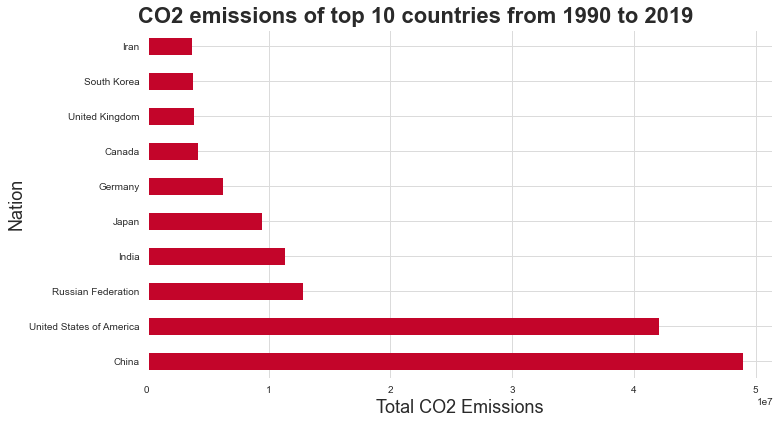 CO2 emissions of top 10 countries from 1990 to 2019
Iran
South Korea
United Kingdom
Canada
Germany
Japan
India
Russian Federation
United States of America
China
Nation
0 1 2 3 4 5
1e7
Total CO2 Emissions